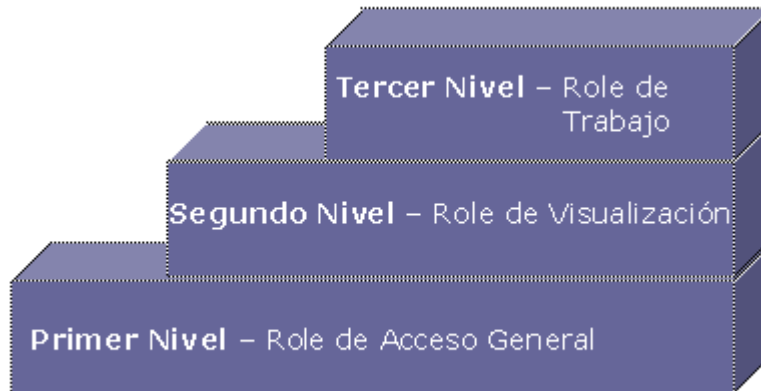 Tercer Nivel – Role de
Trabajo
Segundo Nivel – Role de Visualización
Primer Nivel – Role de Acceso General